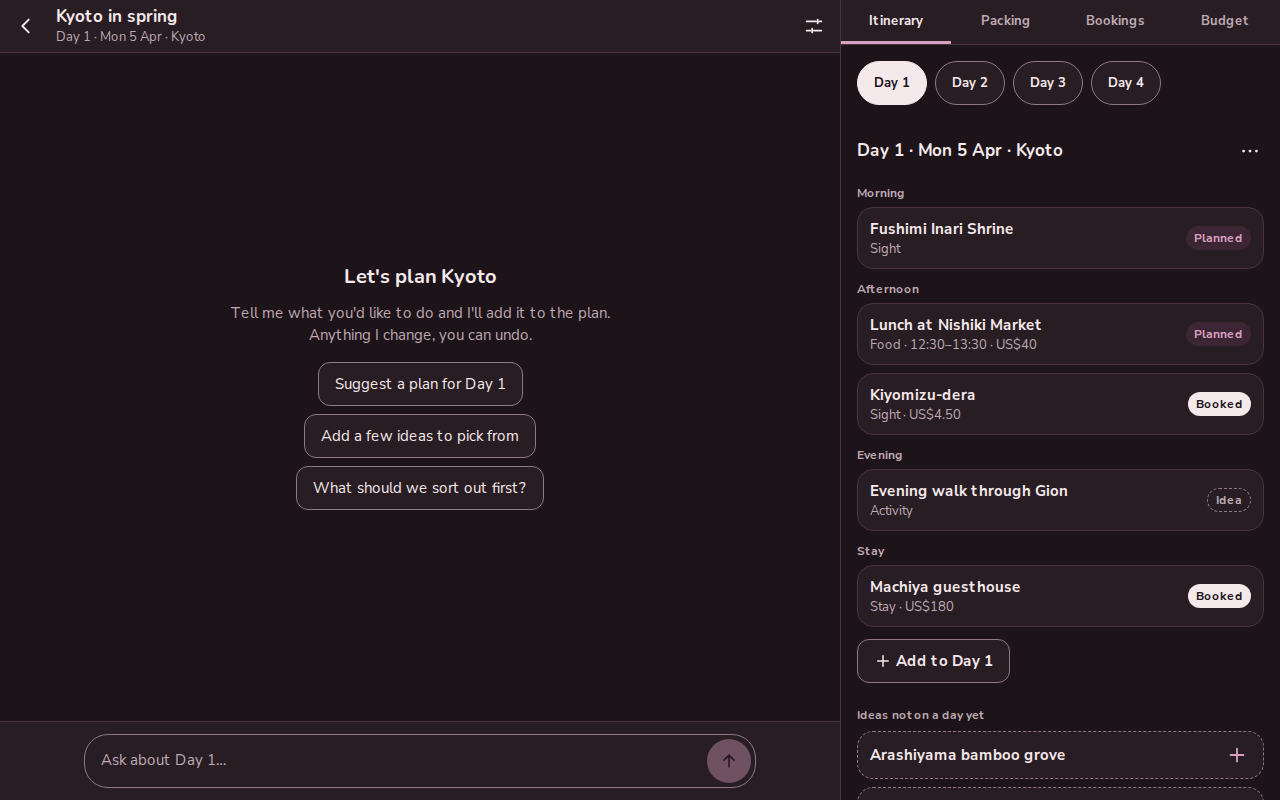 Kyoto in spring
Day 1 · Mon 5 Apr · Kyoto
Let's plan Kyoto
Tell me what you'd like to do and I'll add it to the plan.
Anything I change, you can undo.
Suggest a plan for Day 1
Add a few ideas to pick from
What should we sort out first?
Ask about Day 1...
Itinerary
Packing
Bookings
Budget
Day 1
Day 2
Day 3
Day 4
Day 1 · Mon 5 Apr · Kyoto
Morning
Fushimi Inari Shrine
Sight
Planned
Afternoon
Lunch at Nishiki Market
Food · 12:30–13:30 · US$40
Planned
Kiyomizu-dera
Sight · US$4.50
Booked
Evening
Evening walk through Gion
Activity
Idea
Stay
Machiya guesthouse
Stay · US$180
Booked
Add to Day 1
Ideas not on a day yet
Arashiyama bamboo grove